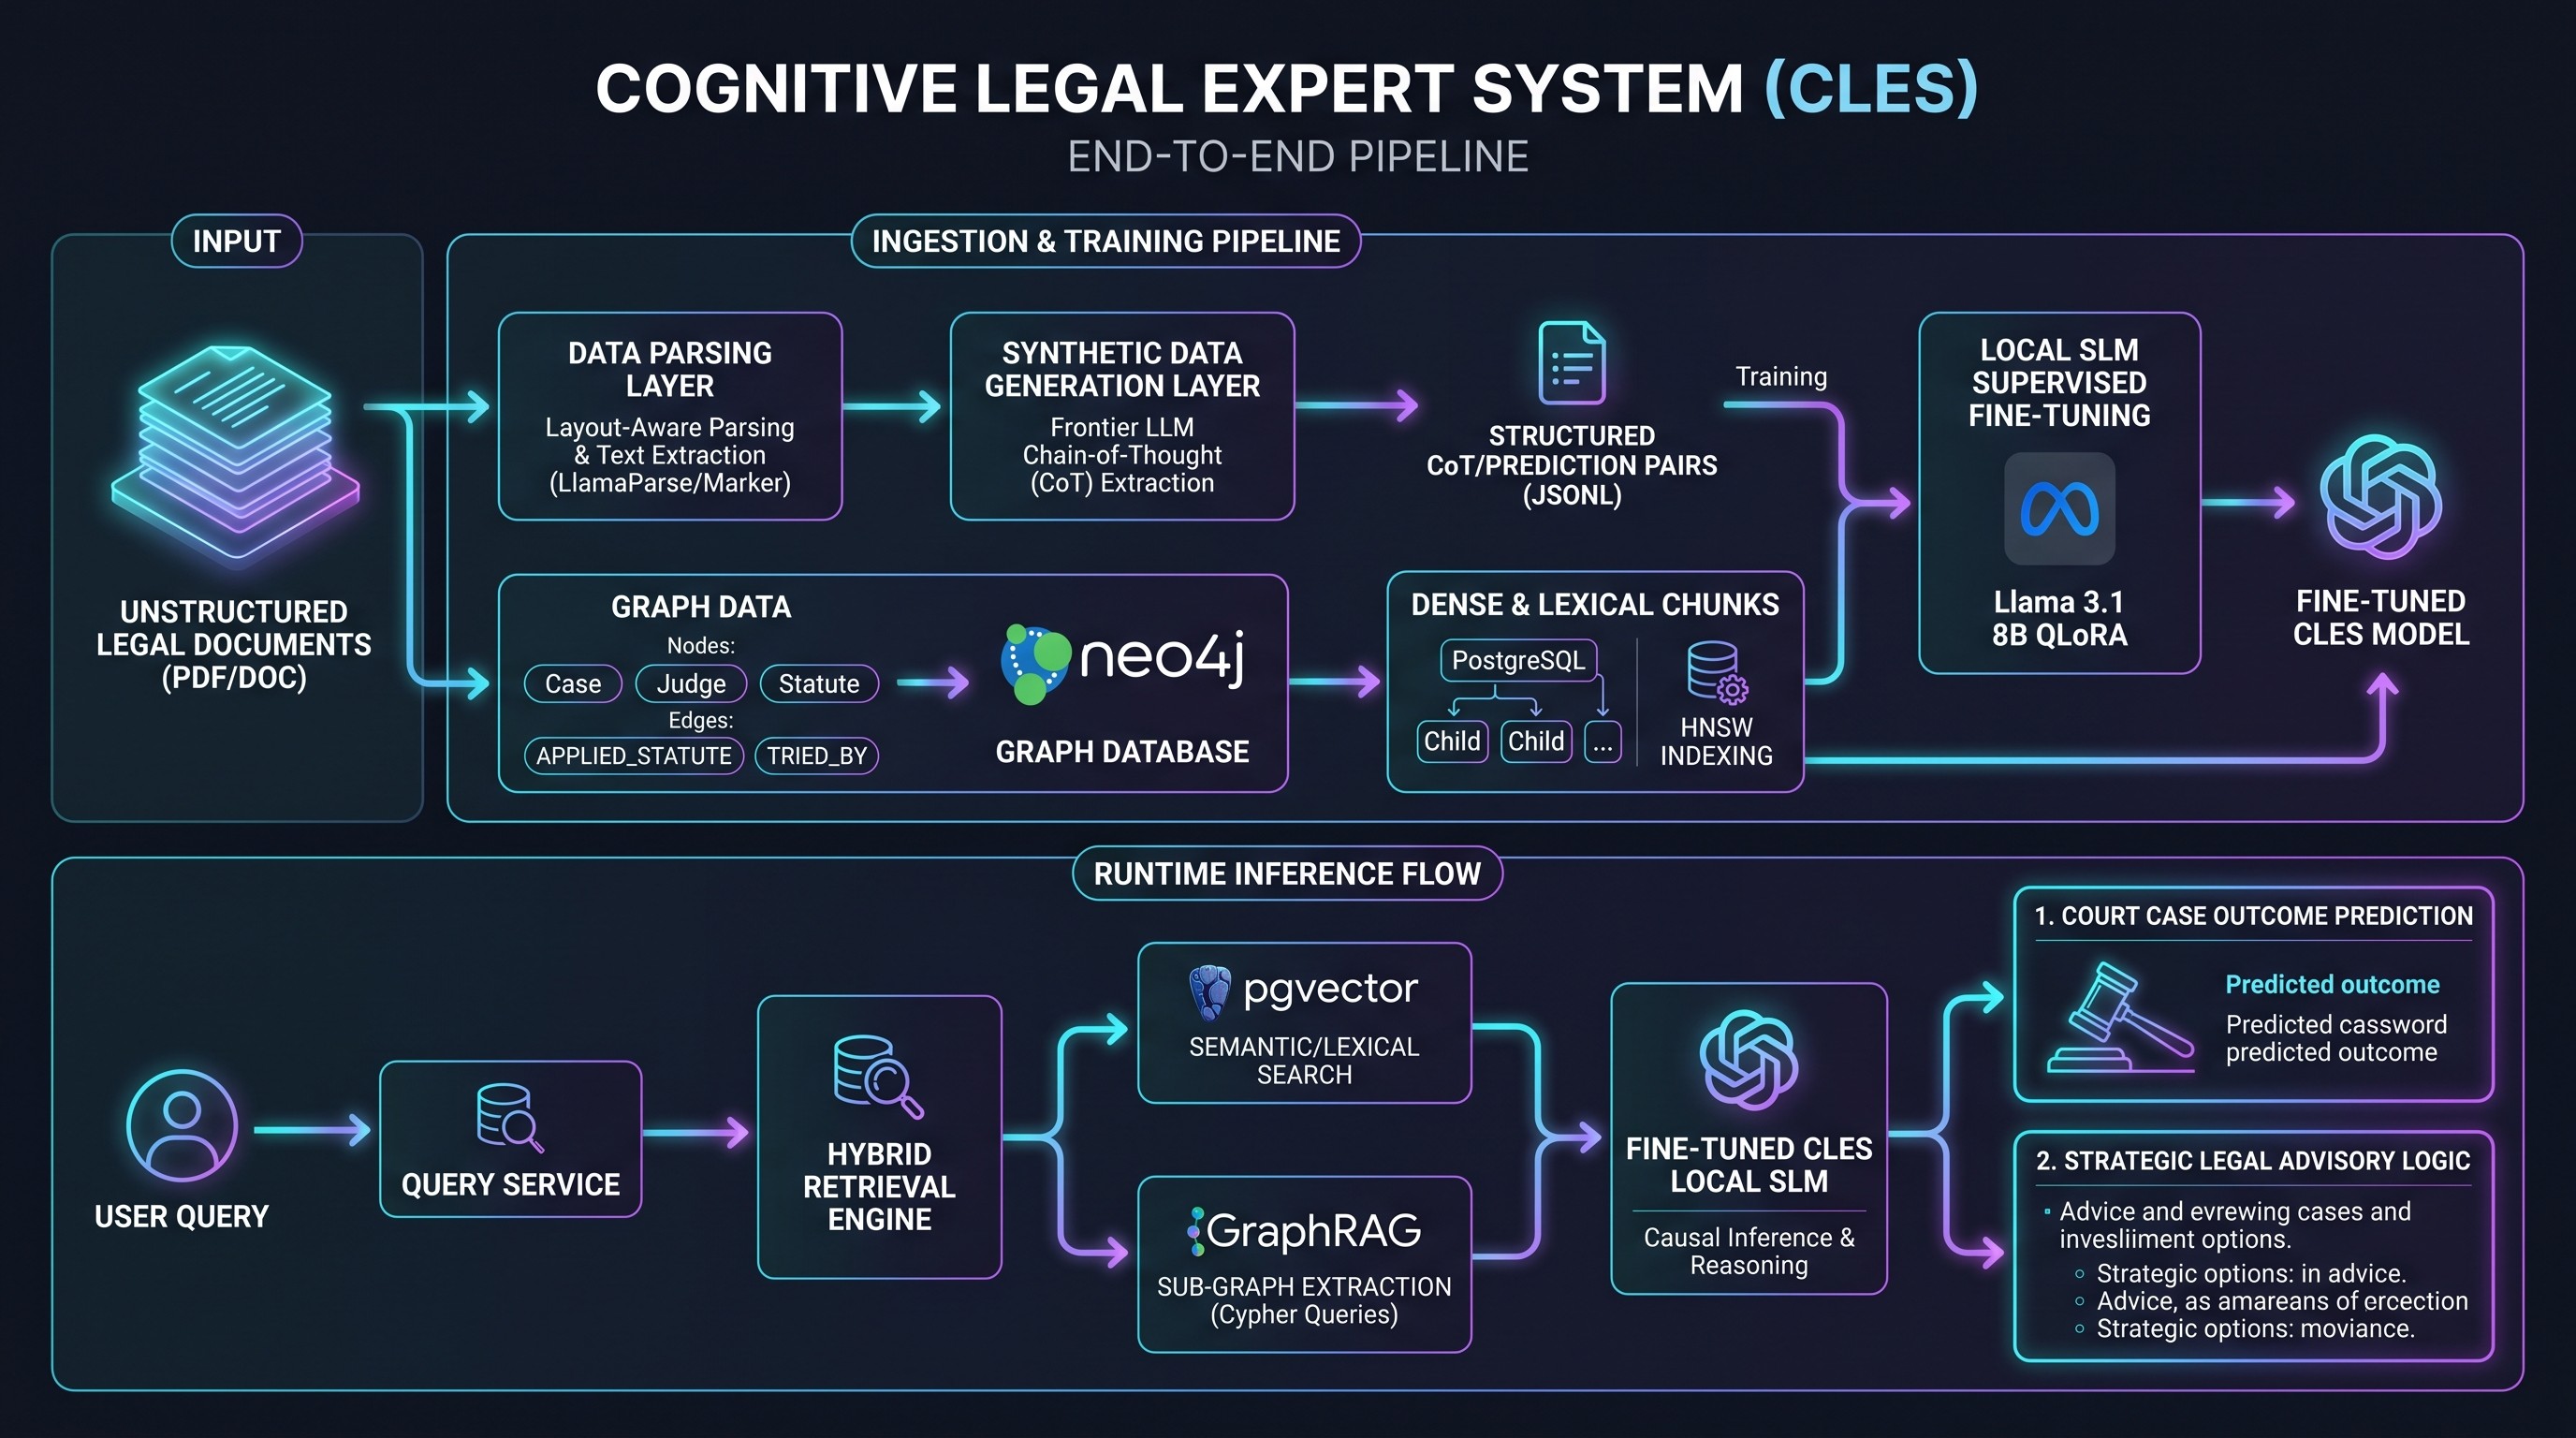 COGNITIVE LEGAL EXPERT SYSTEM (CLES)
END-TO-END PIPELINE
INPUT
UNSTRUCTURED
LEGAL DOCUMENTS
(PDF/DOC)
INGESTION & TRAINING PIPELINE
DATA PARSING
LAYER
Layout-Aware Parsing
& Text Extraction
(LlamaParse/Marker)
SYNTHETIC DATA
GENERATION LAYER
Frontier LLM
Chain-of-Thought
(CoT) Extraction
STRUCTURED
CoT/PREDICTION PAIRS
(JSONL)
Training
LOCAL SLM
SUPERVISED
FINE-TUNING
Llama 3.1
8B QLoRA
FINE-TUNED
CLES MODEL
GRAPH DATA
Nodes:
Case Judge Statute
Edges:
APPLIED_STATUTE TRIED_BY
neo4j
GRAPH DATABASE
DENSE & LEXICAL CHUNKS
PostgreSQL
Child Child ...
HNSW
INDEXING
RUNTIME INFERENCE FLOW
USER QUERY
QUERY SERVICE
HYBRID
RETRIEVAL
ENGINE
pgvector
SEMANTIC/LEXICAL
SEARCH
GraphRAG
SUB-GRAPH EXTRACTION
(Cypher Queries)
FINE-TUNED CLES
LOCAL SLM
Causal Inference &
Reasoning
1. COURT CASE OUTCOME PREDICTION
Predicted outcome
Predicted cassword
predicted outcome
2. STRATEGIC LEGAL ADVISORY LOGIC
Advice and evrewing cases and
invesliiment options.
Strategic options: in advice.
Advice, as amareans of ercection
Strategic options: moviance.